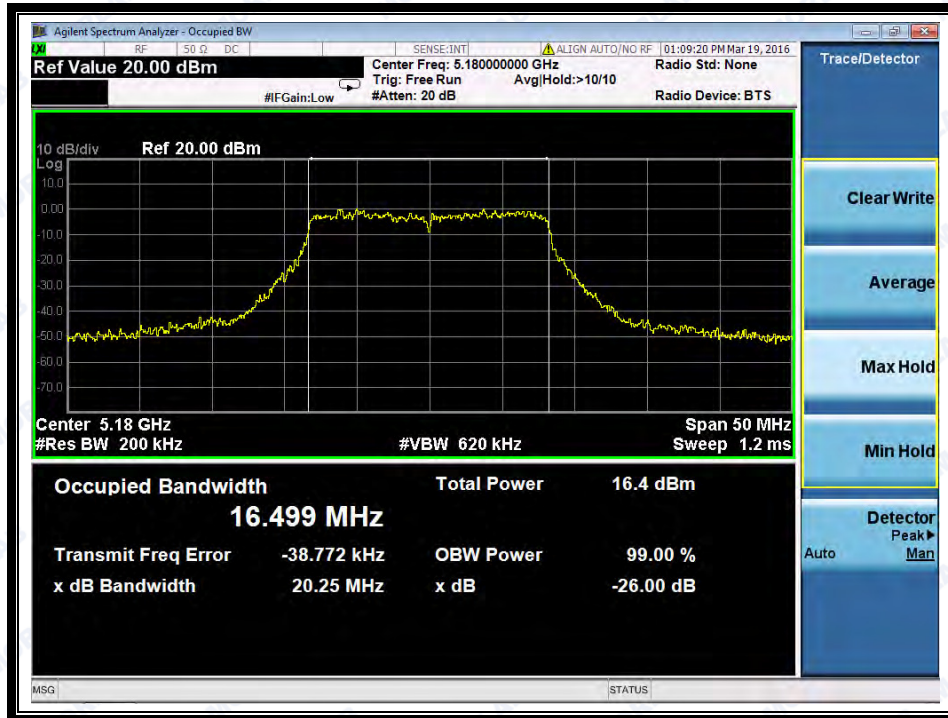 Agilent Spectrum Analyzer - Occupied BW
LXI RF 50 Ω DC SENSE:INT ALIGN AUTO/NO RF 01:09:20 PM Mar 19, 2016
Ref Value 20.00 dBm Center Freq: 5.180000000 GHz Radio Std: None
Trig: Free Run Avg|Hold:>10/10
#IFGain:Low #Atten: 20 dB Radio Device: BTS
10 dB/div Ref 20.00 dBm
Log
10.0
0.00
-10.0
-20.0
-30.0
-40.0
-50.0
-60.0
-70.0
Center 5.18 GHz Span 50 MHz
#Res BW 200 kHz #VBW 620 kHz Sweep 1.2 ms
Occupied Bandwidth Total Power 16.4 dBm
16.499 MHz
Transmit Freq Error -38.772 kHz OBW Power 99.00 %
x dB Bandwidth 20.25 MHz x dB -26.00 dB
MSG STATUS
Trace/Detector
Clear Write
Average
Max Hold
Min Hold
Detector
Peak▶
Auto Man